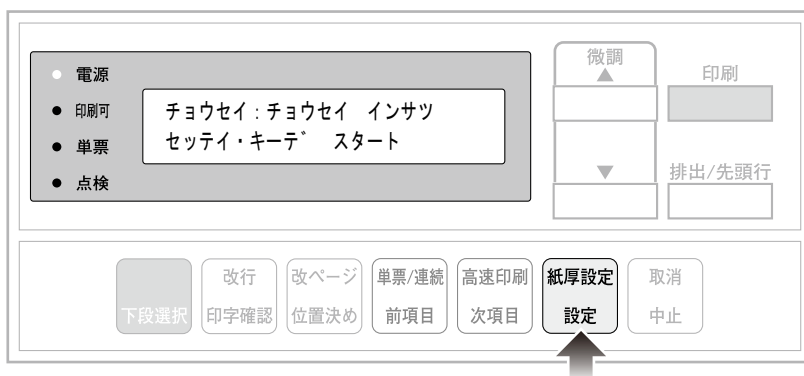 電源
印刷可
単票
点検
チョウセイ：チョウセイ　インサツ
セッテイ・キーデ゛　スタート
微調
▲
▼
印刷
排出/先頭行
下段選択
改行
印字確認
改ページ
位置決め
単票/連続
前項目
高速印刷
次項目
紙厚設定
設定
取消
中止